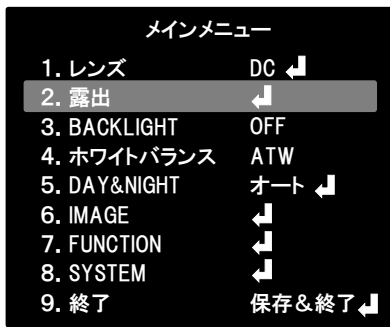 メインメニュー
1. レンズ DC ↲
2. 露出 ↲
3. BACKLIGHT OFF
4. ホワイトバランス ATW
5. DAY&NIGHT オート ↲
6. IMAGE ↲
7. FUNCTION ↲
8. SYSTEM ↲
9. 終了 保存&終了↲